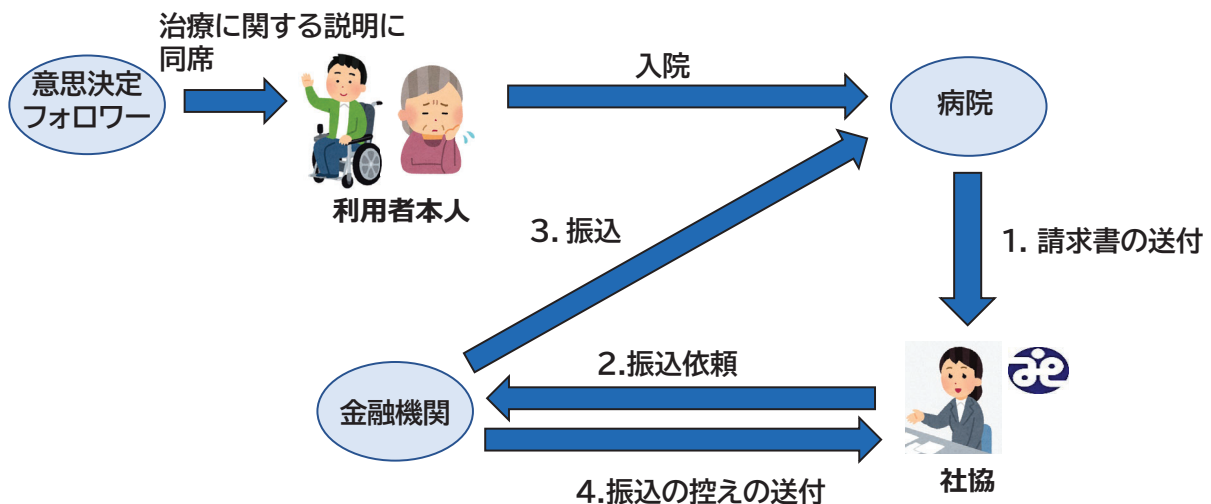 治療に関する説明に
同席
意思決定
フォロワー
入院
病院
利用者本人
3. 振込
1. 請求書の送付
2.振込依頼
金融機関
4.振込の控えの送付
社協